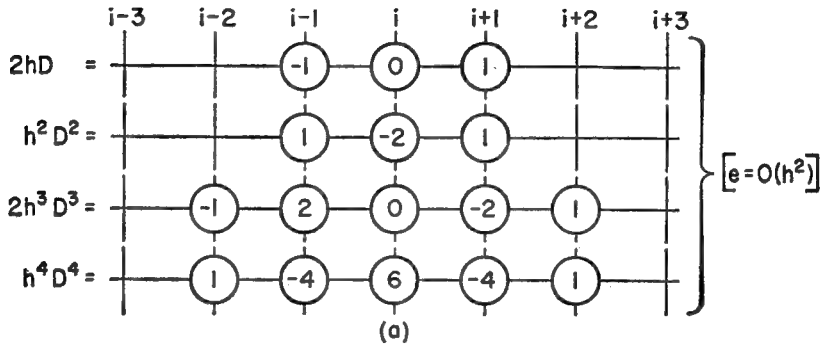 i-3 i-2 i-1 i i+1 i+2 i+3
2hD = -1 0 1
h²D² = 1 -2 1
[e=O(h²)]
2h³D³ = -1 2 0 -2 1
h⁴D⁴ = 1 -4 6 -4 1
(a)